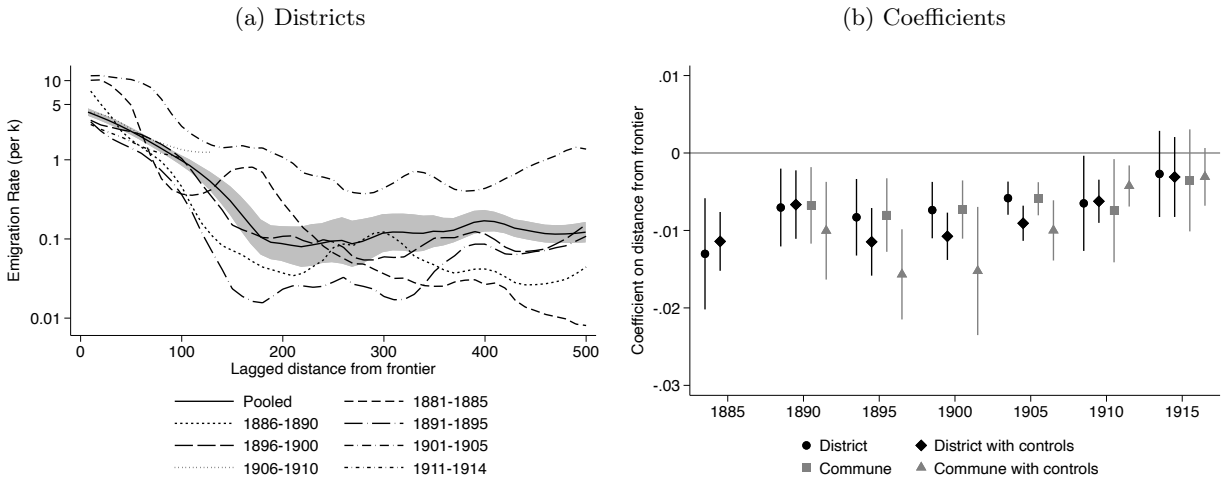 (a) Districts
Emigration Rate (per k)
10
5
1
0.1
0.01
0 100 200 300 400 500
Lagged distance from frontier
Pooled 1881-1885
1886-1890 1891-1895
1896-1900 1901-1905
1906-1910 1911-1914
(b) Coefficients
Coefficient on distance from frontier
.01
0
-.01
-.02
-.03
1885 1890 1895 1900 1905 1910 1915
District District with controls
Commune Commune with controls